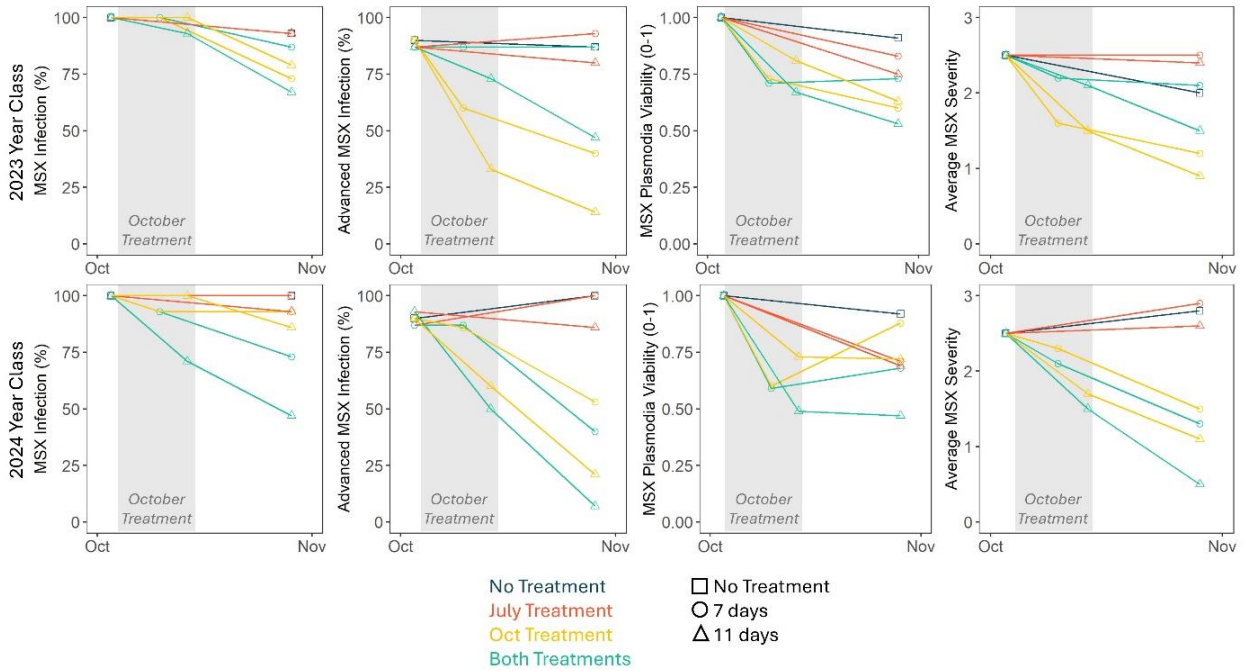 2023 Year Class
MSX Infection (%)
100
75
50
25
0
October
Treatment
Oct
Nov
Advanced MSX Infection (%)
100
75
50
25
0
October
Treatment
Oct
Nov
MSX Plasmodia Viability (0-1)
1.00
0.75
0.50
0.25
0.00
October
Treatment
Oct
Nov
Average MSX Severity
3
2
1
0
October
Treatment
Oct
Nov
2024 Year Class
MSX Infection (%)
100
75
50
25
0
October
Treatment
Oct
Nov
Advanced MSX Infection (%)
100
75
50
25
0
October
Treatment
Oct
Nov
MSX Plasmodia Viability (0-1)
1.00
0.75
0.50
0.25
0.00
October
Treatment
Oct
Nov
Average MSX Severity
3
2
1
0
October
Treatment
Oct
Nov
No Treatment
July Treatment
Oct Treatment
Both Treatments
No Treatment
7 days
11 days